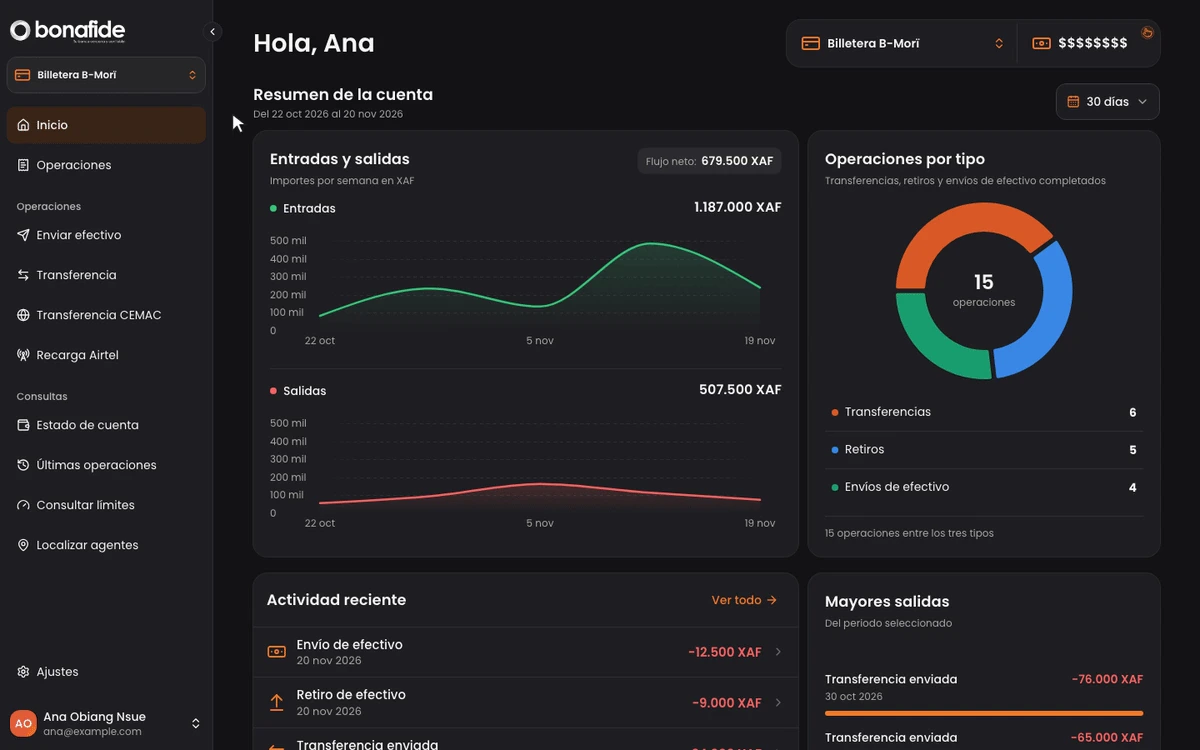 bonafide
Billetera B-Morï
Inicio
Operaciones
Operaciones
Enviar efectivo
Transferencia
Transferencia CEMAC
Recarga Airtel
Consultas
Estado de cuenta
Últimas operaciones
Consultar límites
Localizar agentes
Ajustes
AO
Ana Obiang Nsue
ana@example.com
Hola, Ana
Billetera B-Morï
$$$$$$$$
Resumen de la cuenta
Del 22 oct 2026 al 20 nov 2026
30 días
Entradas y salidas
Flujo neto: 679.500 XAF
Importes por semana en XAF
Entradas
1.187.000 XAF
500 mil
400 mil
300 mil
200 mil
100 mil
0
22 oct
5 nov
19 nov
Salidas
507.500 XAF
500 mil
400 mil
300 mil
200 mil
100 mil
0
22 oct
5 nov
19 nov
Operaciones por tipo
Transferencias, retiros y envíos de efectivo completados
15
operaciones
Transferencias 6
Retiros 5
Envíos de efectivo 4
15 operaciones entre los tres tipos
Actividad reciente
Ver todo
Envío de efectivo
20 nov 2026
-12.500 XAF
Retiro de efectivo
20 nov 2026
-9.000 XAF
Transferencia enviada
Mayores salidas
Del periodo seleccionado
Transferencia enviada
-76.000 XAF
30 oct 2026
Transferencia enviada
-65.000 XAF